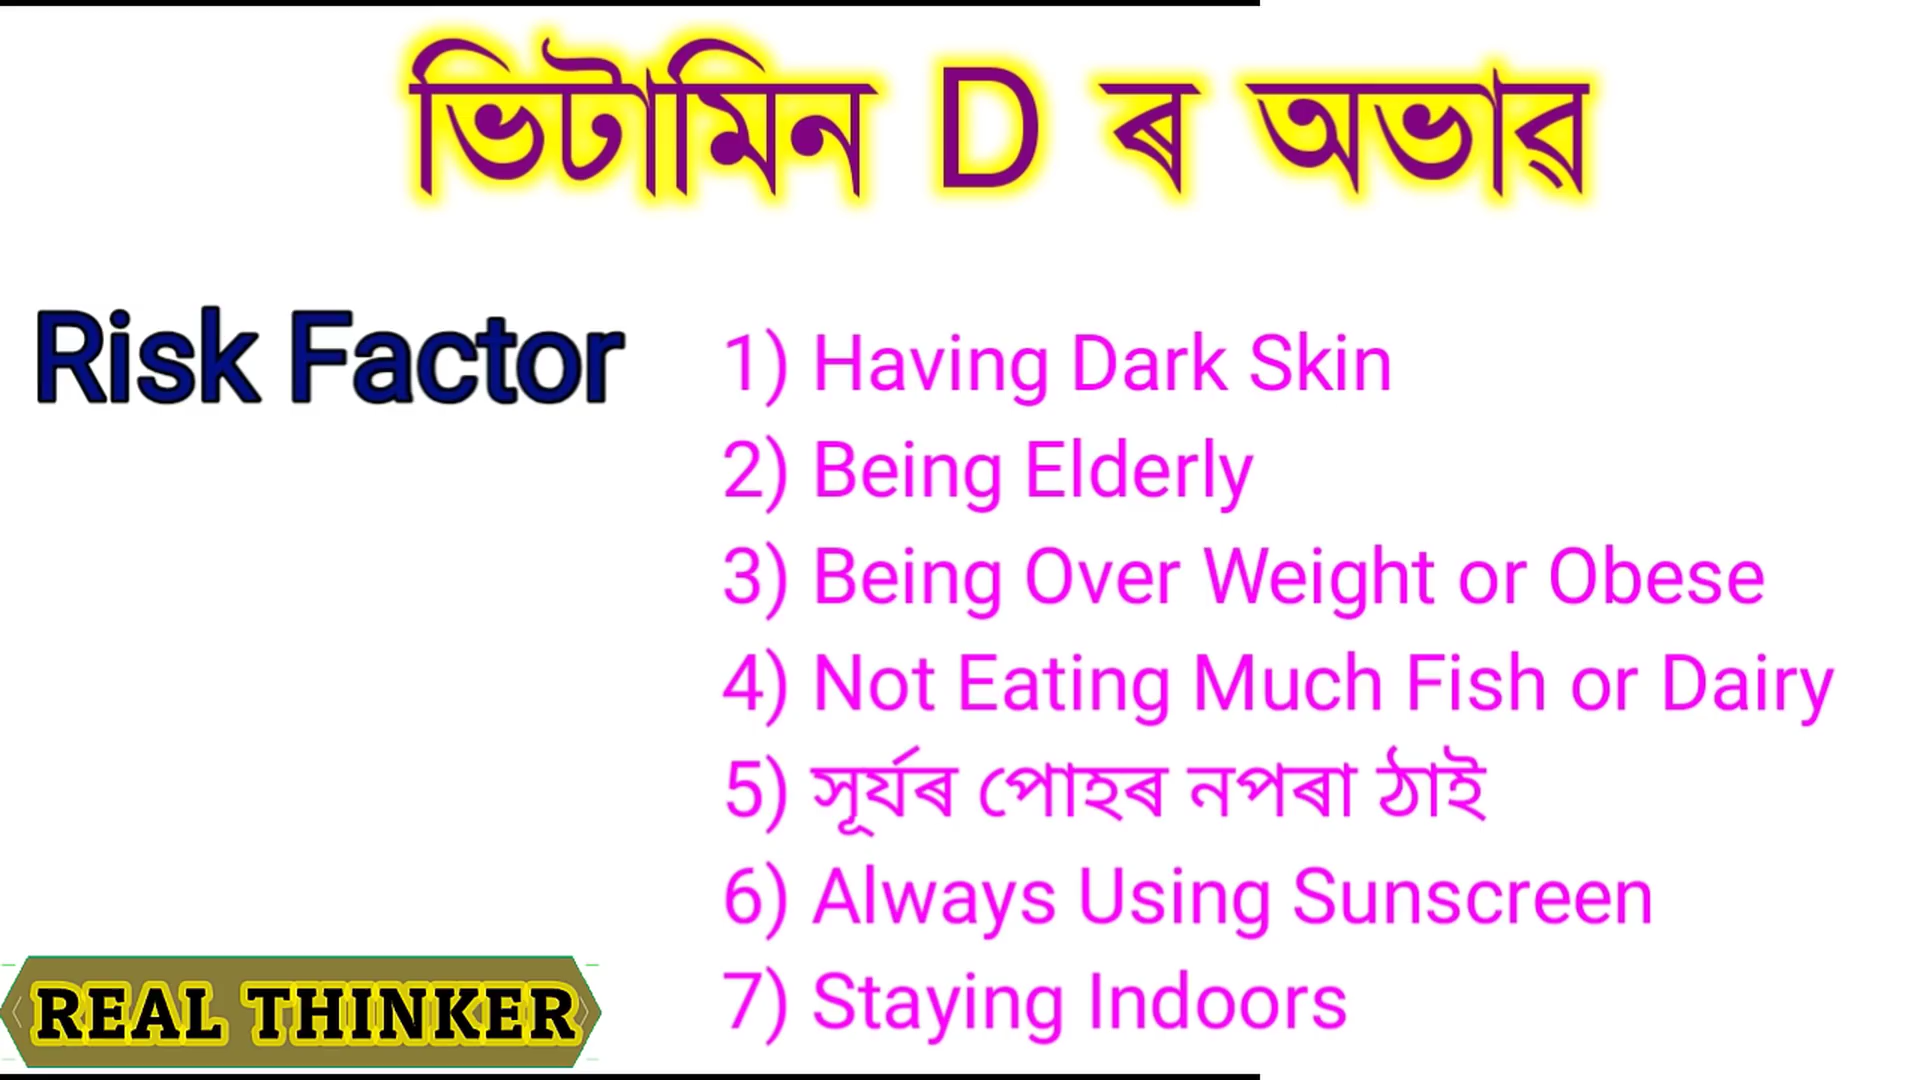 ভিটামিন D ৰ অভাৱ
Risk Factor
1) Having Dark Skin
2) Being Elderly
3) Being Over Weight or Obese
4) Not Eating Much Fish or Dairy
5) সূৰ্যৰ পোহৰ নপৰা ঠাই
6) Always Using Sunscreen
7) Staying Indoors
REAL THINKER